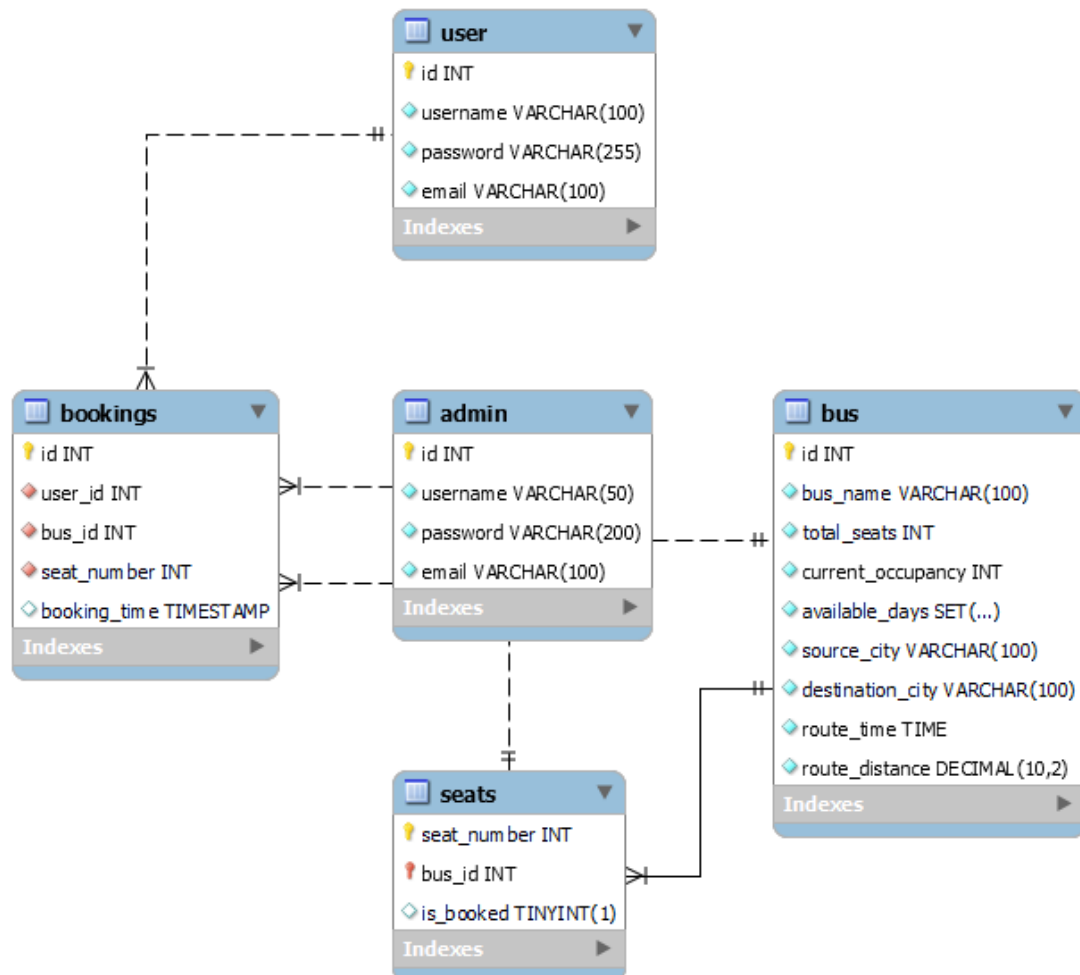 user
id INT
username VARCHAR(100)
password VARCHAR(255)
email VARCHAR(100)
Indexes
bookings
id INT
user_id INT
bus_id INT
seat_number INT
booking_time TIMESTAMP
Indexes
admin
id INT
username VARCHAR(50)
password VARCHAR(200)
email VARCHAR(100)
Indexes
bus
id INT
bus_name VARCHAR(100)
total_seats INT
current_occupancy INT
available_days SET(...)
source_city VARCHAR(100)
destination_city VARCHAR(100)
route_time TIME
route_distance DECIMAL(10,2)
Indexes
seats
seat_number INT
bus_id INT
is_booked TINYINT(1)
Indexes